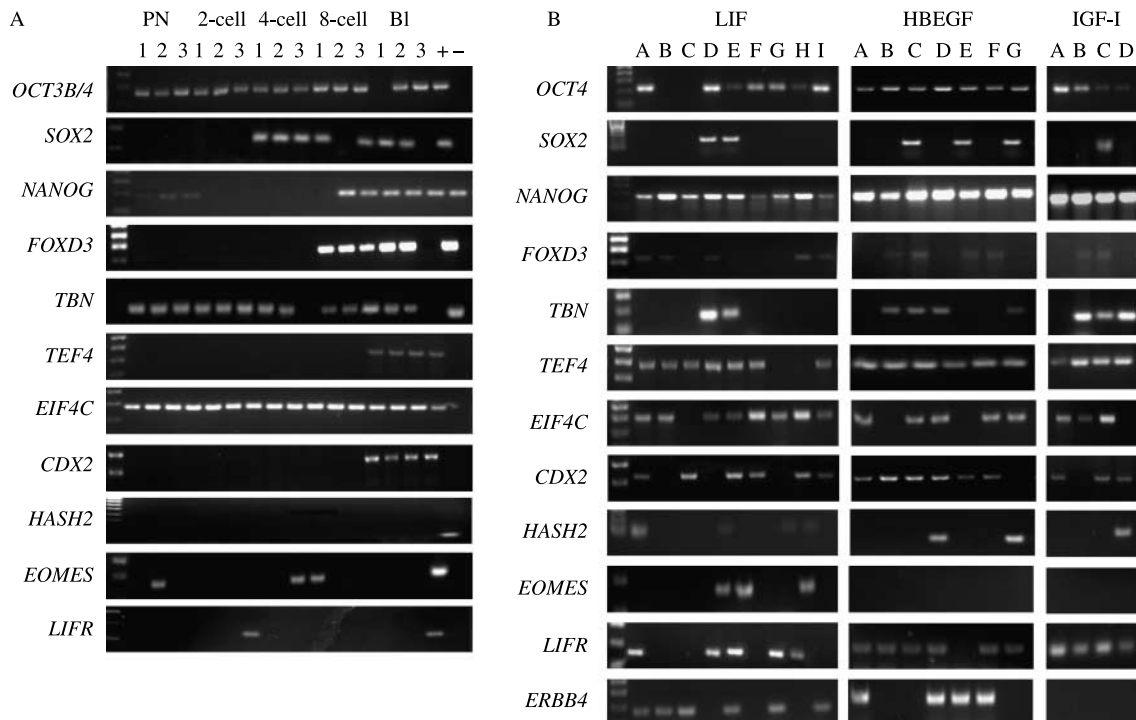 A
PN 2-cell 4-cell 8-cell Bl
1 2 3 1 2 3 1 2 3 1 2 3 1 2 3 + −
OCT3B/4
SOX2
NANOG
FOXD3
TBN
TEF4
EIF4C
CDX2
HASH2
EOMES
LIFR
B
LIF HBEGF IGF-I
A B C D E F G H I A B C D E F G A B C D
OCT4
SOX2
NANOG
FOXD3
TBN
TEF4
EIF4C
CDX2
HASH2
EOMES
LIFR
ERBB4